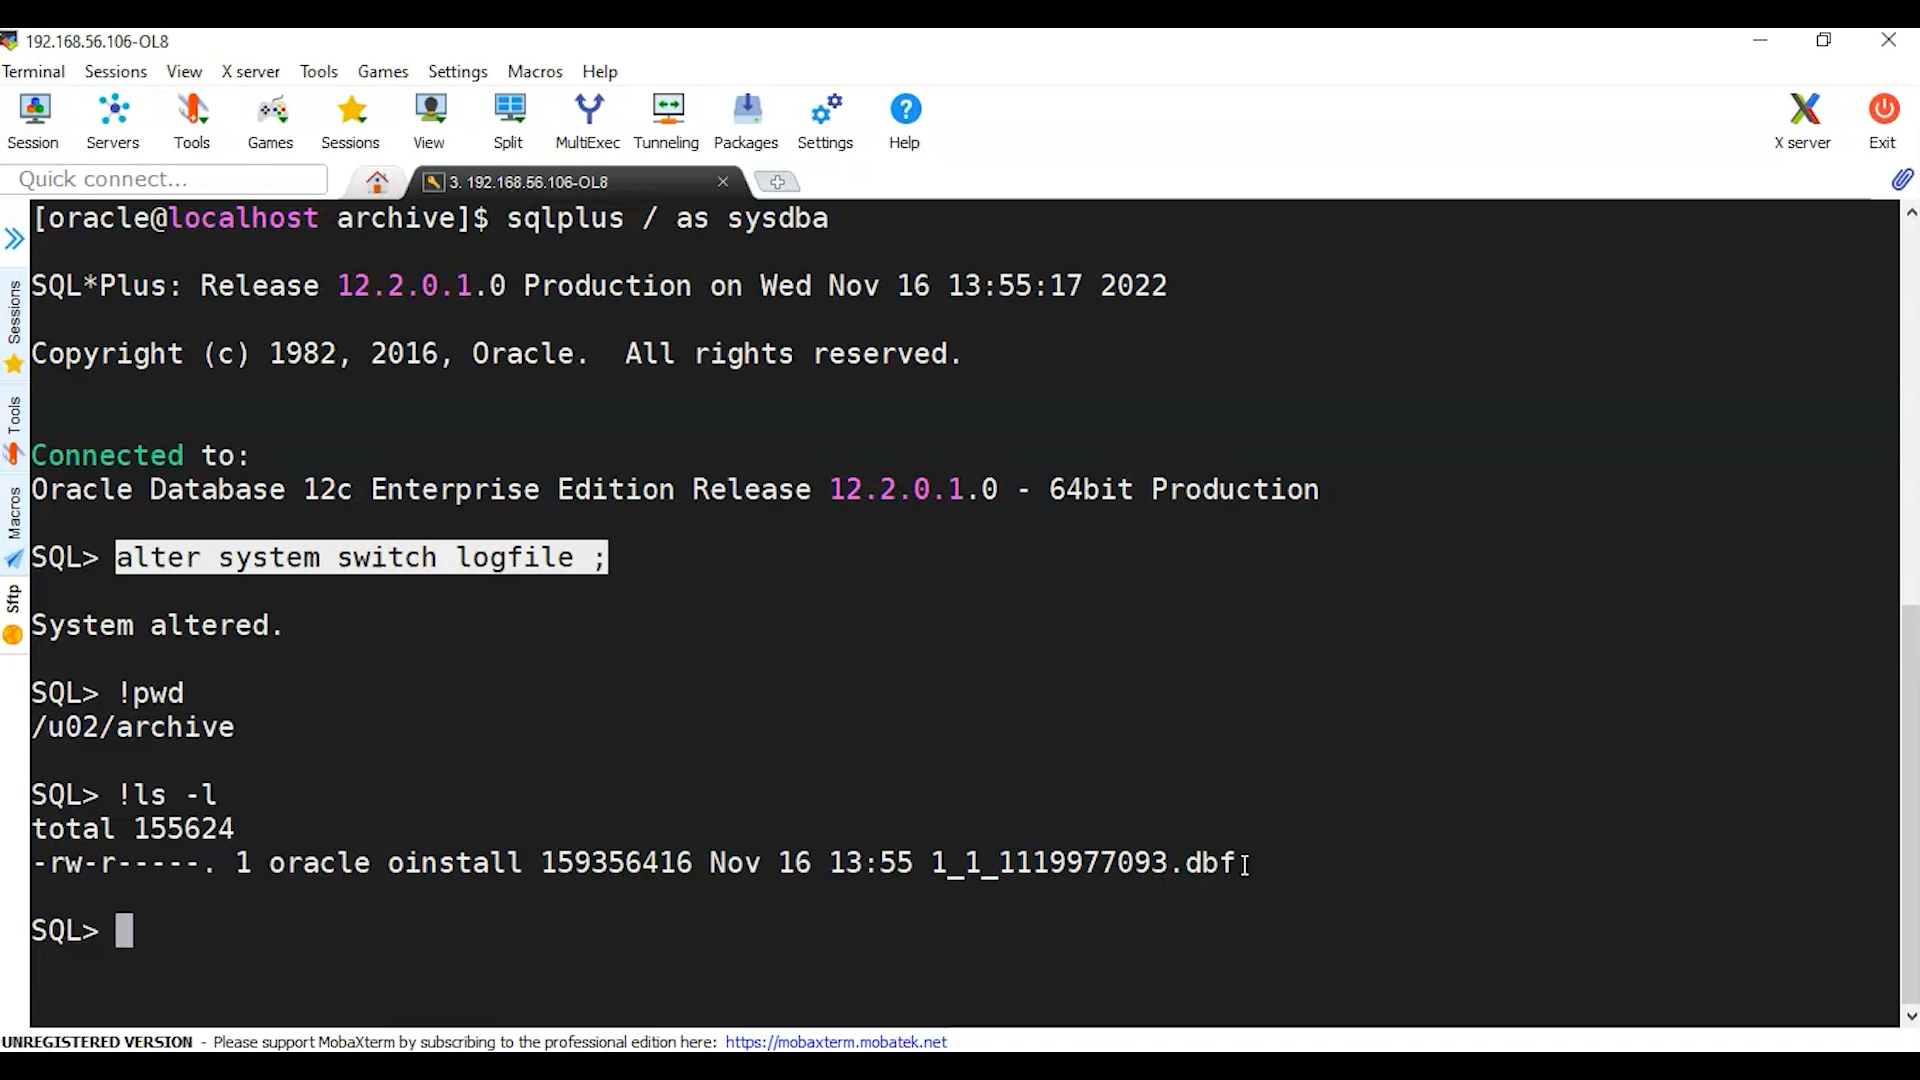 192.168.56.106-OL8
Terminal Sessions View X server Tools Games Settings Macros Help
Session Servers Tools Games Sessions View Split MultiExec Tunneling Packages Settings Help X server Exit
Quick connect...
3. 192.168.56.106-OL8
[oracle@localhost archive]$ sqlplus / as sysdba
SQL*Plus: Release 12.2.0.1.0 Production on Wed Nov 16 13:55:17 2022
Copyright (c) 1982, 2016, Oracle.  All rights reserved.
Connected to:
Oracle Database 12c Enterprise Edition Release 12.2.0.1.0 - 64bit Production
SQL> alter system switch logfile ;
System altered.
SQL> !pwd
/u02/archive
SQL> !ls -l
total 155624
-rw-r-----. 1 oracle oinstall 159356416 Nov 16 13:55 1_1_1119977093.dbf
SQL>
Sessions
Tools
Macros
Sftp
UNREGISTERED VERSION - Please support MobaXterm by subscribing to the professional edition here: https://mobaxterm.mobatek.net